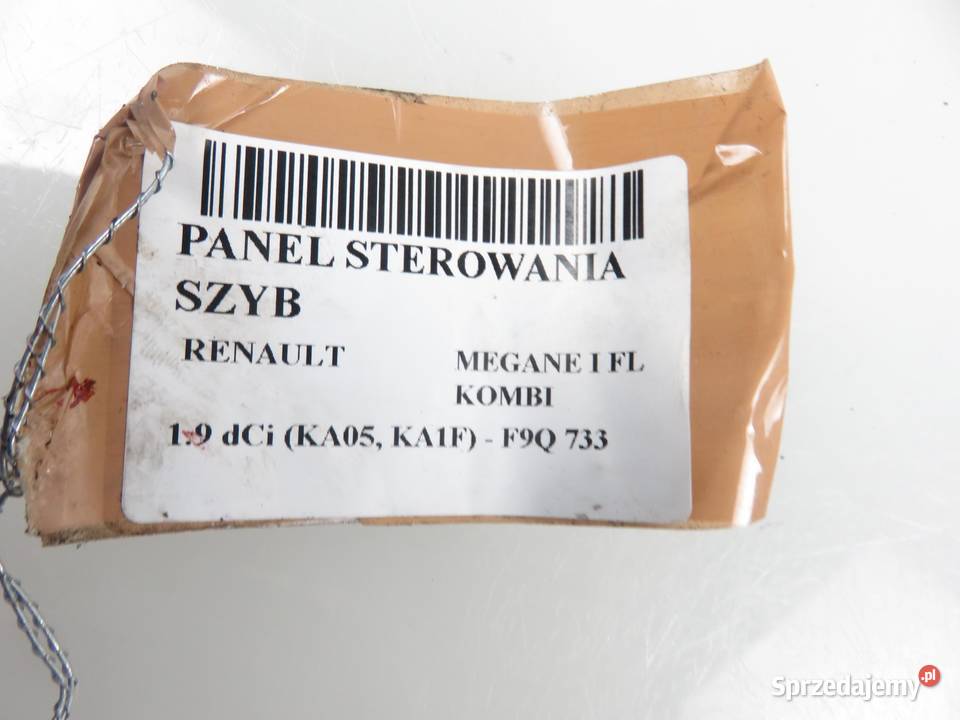 PANEL STEROWANIA
SZYB
RENAULT
MEGANE I FL
KOMBI
1.9 dCi (KA05, KA1F) - F9Q 733
Sprzedajemy.pl